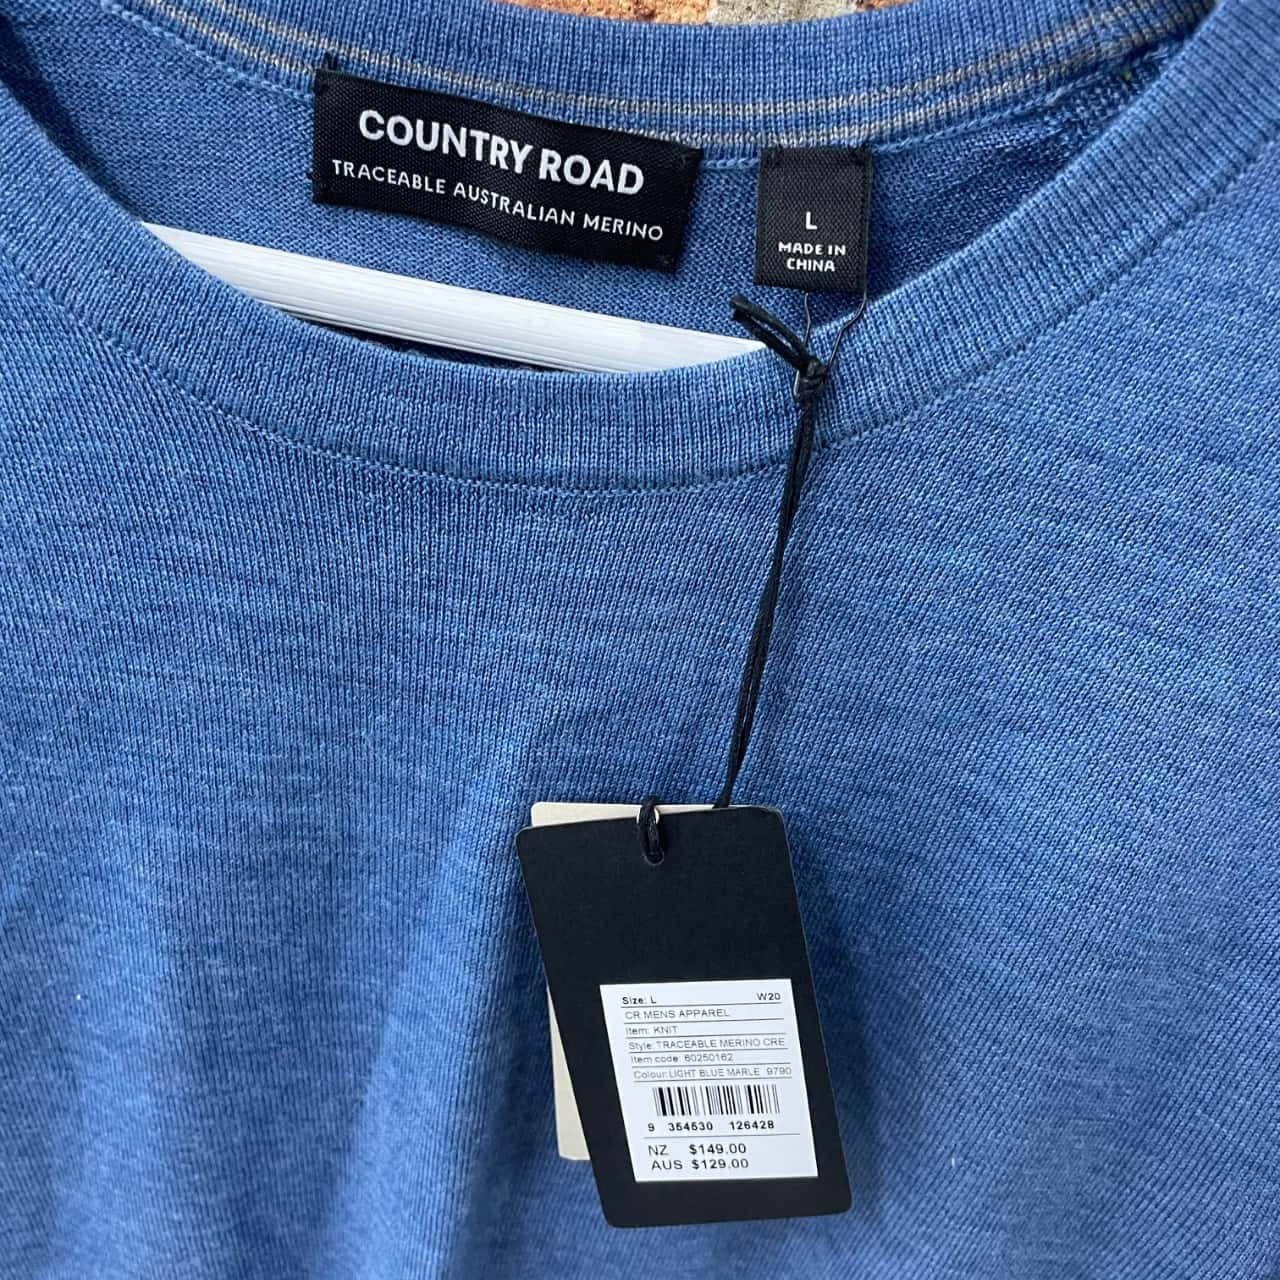 COUNTRY ROAD
TRACEABLE AUSTRALIAN MERINO
L
MADE IN
CHINA
Size: L W20
CR MENS APPAREL
Item: KNIT
Style: TRACEABLE MERINO CRE
Item code: 60250162
Colour: LIGHT BLUE MARLE 9790
9 354530 126428
NZ $149.00
AUS $129.00